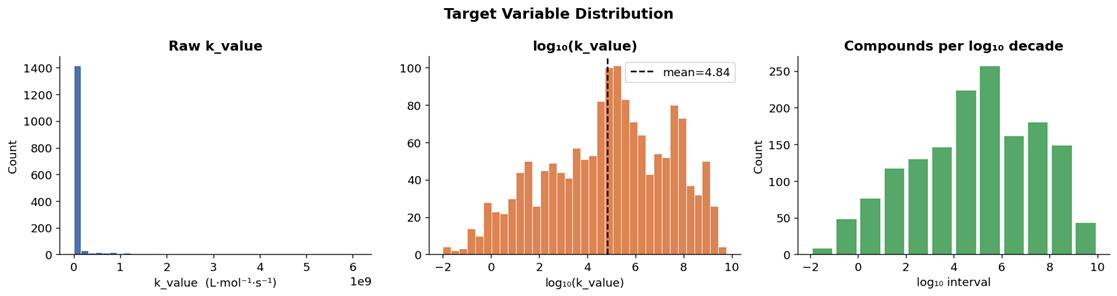 Target Variable Distribution
Raw k_value
Count
1400
1200
1000
800
600
400
200
0
0 1 2 3 4 5 6
1e9
k_value (L·mol⁻¹·s⁻¹)
log₁₀(k_value)
mean=4.84
100
80
60
40
20
0
−2 0 2 4 6 8 10
log₁₀(k_value)
Count
Compounds per log₁₀ decade
Count
250
200
150
100
50
0
−2 0 2 4 6 8 10
log₁₀ interval